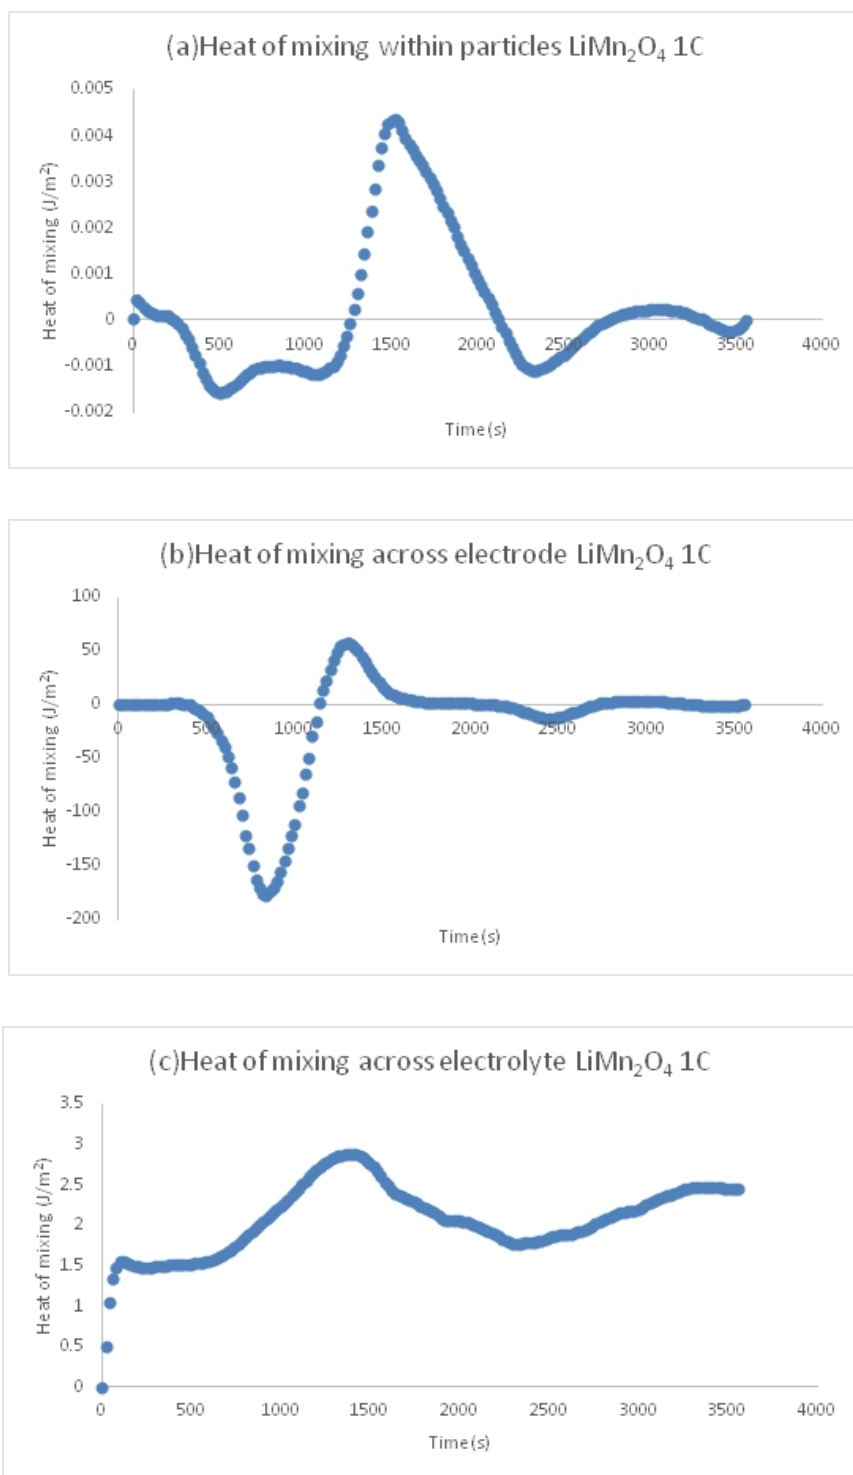 (a)Heat of mixing within particles LiMn₂O₄ 1C
0.005
0.004
0.003
0.002
0.001
0
-0.001
-0.002
Heat of mixing (J/m²)
0 500 1000 1500 2000 2500 3000 3500 4000
Time(s)
(b)Heat of mixing across electrode LiMn₂O₄ 1C
100
50
0
-50
-100
-150
-200
Heat of mixing (J/m²)
0 500 1000 1500 2000 2500 3000 3500 4000
Time(s)
(c)Heat of mixing across electrolyte LiMn₂O₄ 1C
3.5
3
2.5
2
1.5
1
0.5
0
Heat of mixing (J/m²)
0 500 1000 1500 2000 2500 3000 3500 4000
Time(s)